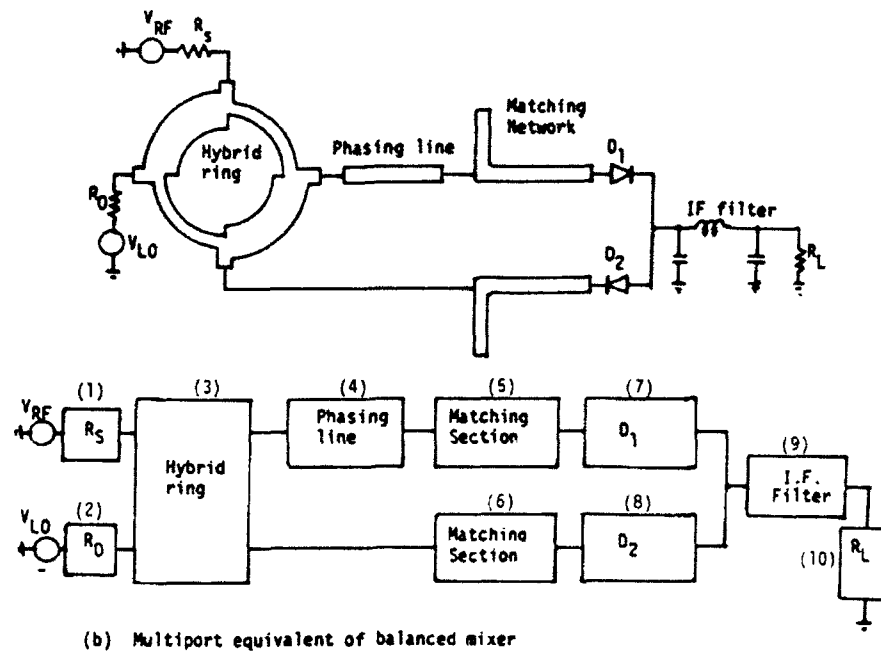 V_RF
R_s
Hybrid
ring
Phasing line
Matching
Network
D_1
IF filter
R_O
V_LO
D_2
R_L
(1)
(3)
(4)
(5)
(7)
V_RF
R_S
Hybrid
ring
Phasing
line
Matching
Section
D_1
(9)
I.F.
Filter
(2)
(6)
(8)
V_LO
R_O
Matching
Section
D_2
(10)
R_L
(b) Multiport equivalent of balanced mixer